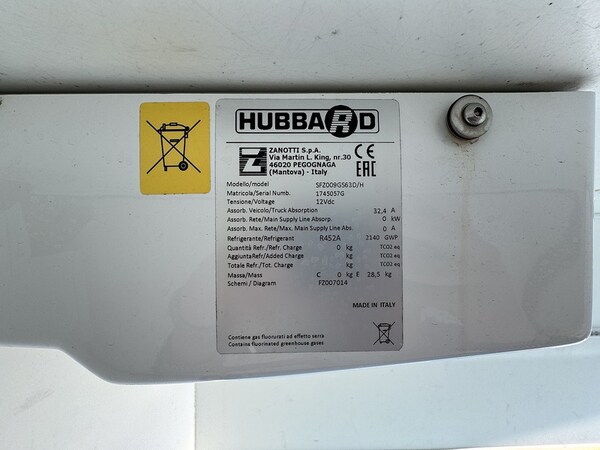 HUBBARD
Z
ZANOTTI S.p.A.
Via Martin L. King, nr.30
46020 PEGOGNAGA
(Mantova) - Italy
CE
EAC
Modello/model SFZ009GS63D/H
Matricola/Serial Numb. 1745057G
Tensione/Voltage 12Vdc
Assorb. Veicolo/Truck Absorption 32,4 A
Assorb. Rete/Main Supply Line Absorp. 0 kW
Assorb. Max. Rete/Max. Main Supply Line Abs. 0 A
Refrigerante/Refrigerant R452A 2140 GWP
Quantità Refr./Refr. Charge 0 kg TCO2 eq
AggiuntaRefr/Added Charge kg TCO2 eq
Totale Refr./Tot. Charge kg TCO2 eq
Massa/Mass C 0 kg E 28,5 kg
Schemi / Diagram FZ007014
MADE IN ITALY
Contiene gas fluorurati ad effetto serra
Contains fluorinated greenhouse gases